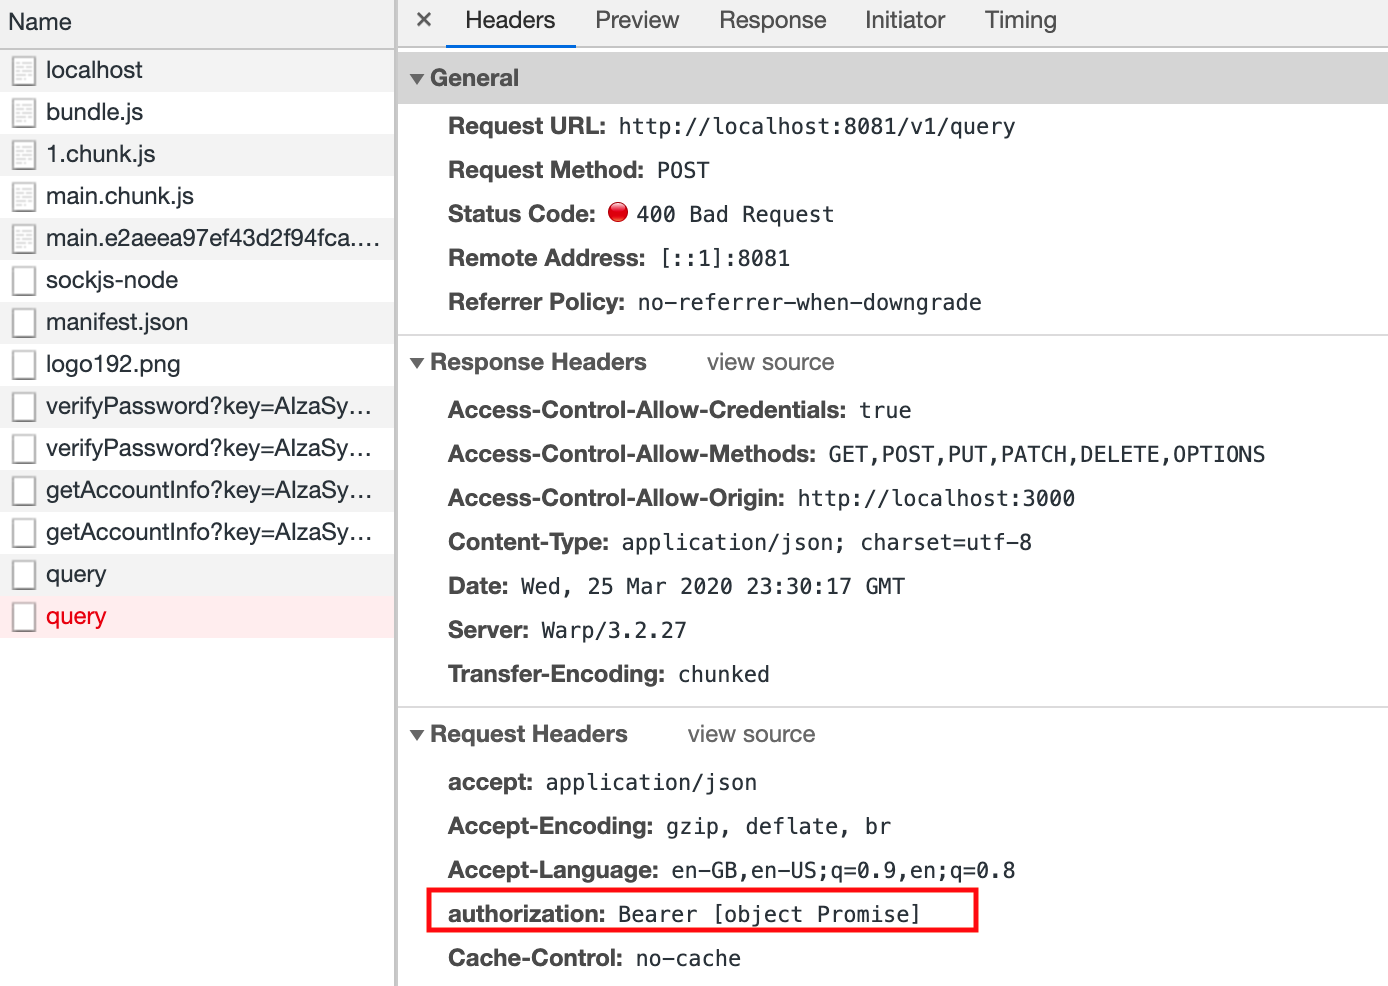 Name
localhost
bundle.js
1.chunk.js
main.chunk.js
main.e2aeea97ef43d2f94fca....
sockjs-node
manifest.json
logo192.png
verifyPassword?key=AIzaSy...
verifyPassword?key=AIzaSy...
getAccountInfo?key=AIzaSy...
getAccountInfo?key=AIzaSy...
query
query
× Headers Preview Response Initiator Timing
General
Request URL: http://localhost:8081/v1/query
Request Method: POST
Status Code: 400 Bad Request
Remote Address: [::1]:8081
Referrer Policy: no-referrer-when-downgrade
Response Headers view source
Access-Control-Allow-Credentials: true
Access-Control-Allow-Methods: GET,POST,PUT,PATCH,DELETE,OPTIONS
Access-Control-Allow-Origin: http://localhost:3000
Content-Type: application/json; charset=utf-8
Date: Wed, 25 Mar 2020 23:30:17 GMT
Server: Warp/3.2.27
Transfer-Encoding: chunked
Request Headers view source
accept: application/json
Accept-Encoding: gzip, deflate, br
Accept-Language: en-GB,en-US;q=0.9,en;q=0.8
authorization: Bearer [object Promise]
Cache-Control: no-cache